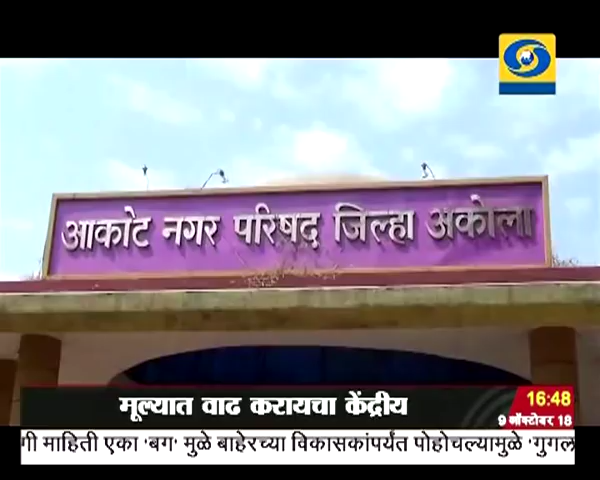 आकोट नगर परिषद जिल्हा अकोला
मूल्यात वाढ करायचा केंद्रीय
16:48
9 ऑक्टोबर 18
गी माहिती एका 'बग' मुळे बाहेरच्या विकासकांपर्यंत पोहोचल्यामुळे 'गुगल